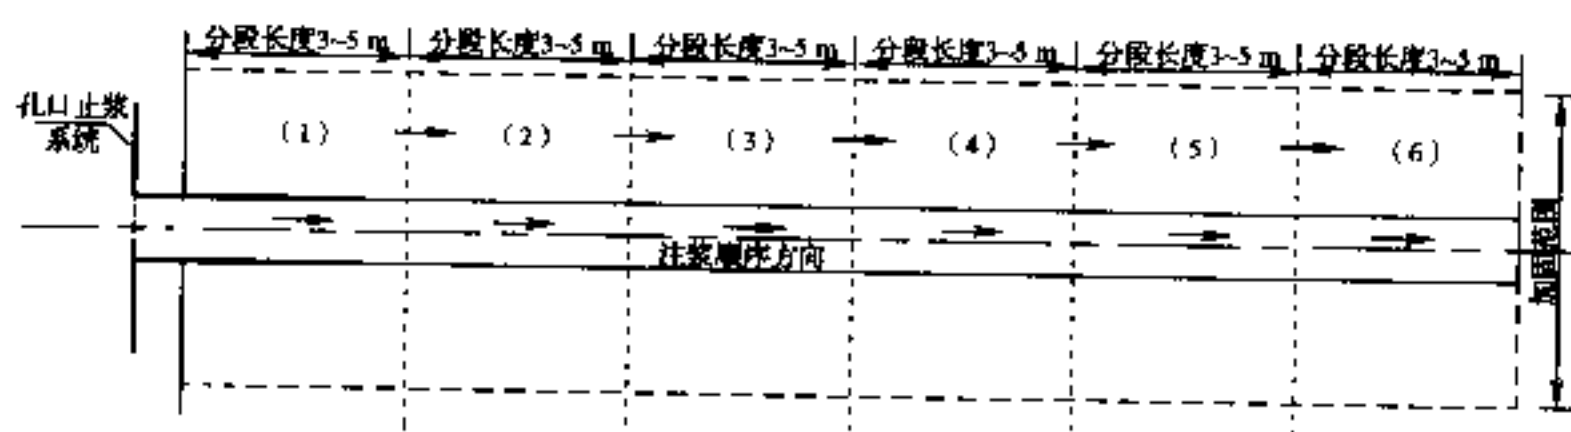 分段长度3~5 m
分段长度3~5 m
分段长度3~5 m
分段长度3~5 m
分段长度3~5 m
分段长度3~5 m
孔口止浆
系统
(1)
(2)
(3)
(4)
(5)
(6)
注浆顺序方向
加固范围